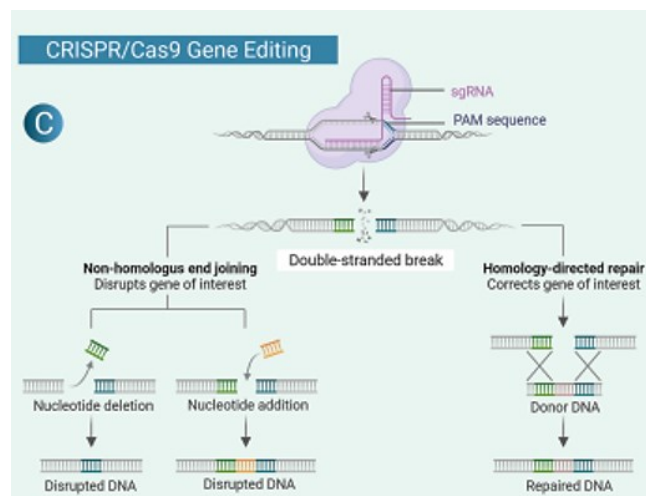 CRISPR/Cas9 Gene Editing
C
sgRNA
PAM sequence
Double-stranded break
Non-homologus end joining
Disrupts gene of interest
Homology-directed repair
Corrects gene of interest
Nucleotide deletion
Nucleotide addition
Donor DNA
Disrupted DNA
Disrupted DNA
Repaired DNA